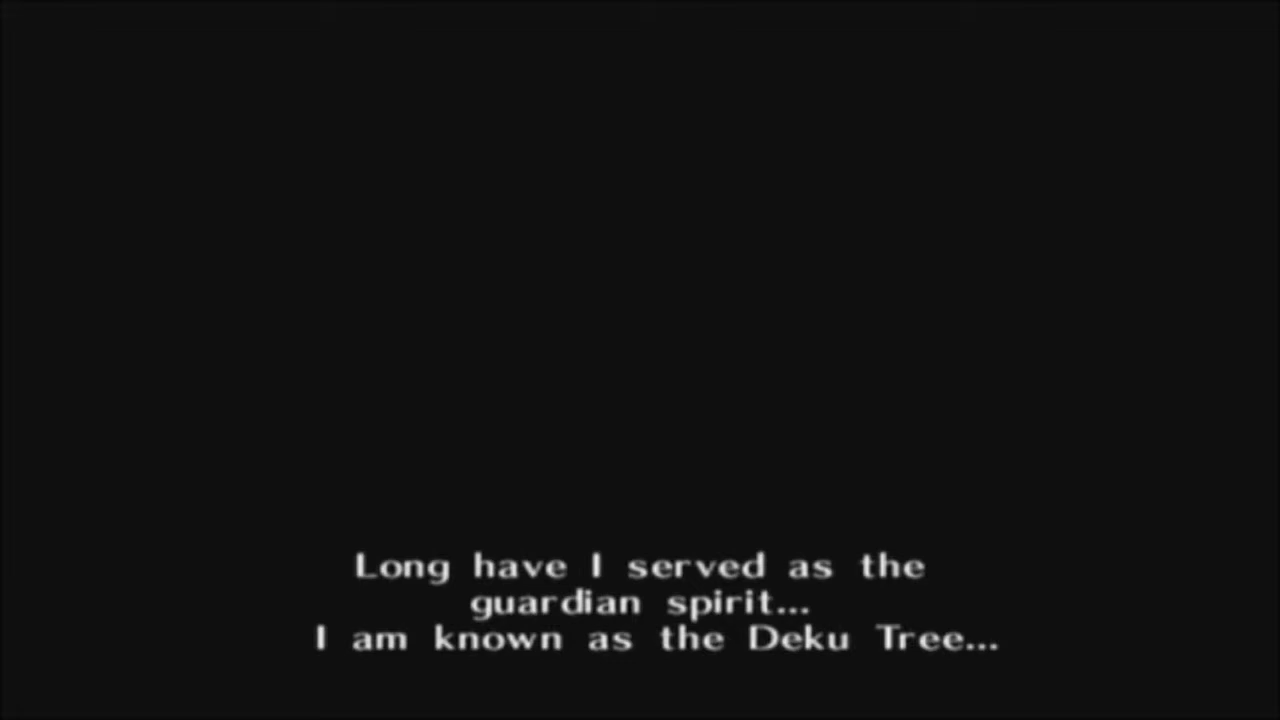 Long have I served as the
guardian spirit...
I am known as the Deku Tree...